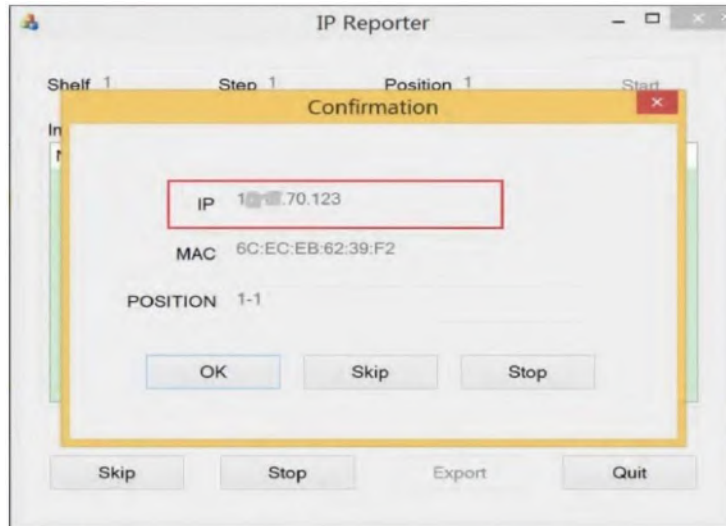 IP Reporter
Shelf 1 Step 1 Position 1 Start
Confirmation
IP .70.123
MAC 6C:EC:EB:62:39:F2
POSITION 1-1
OK Skip Stop
Skip Stop Export Quit